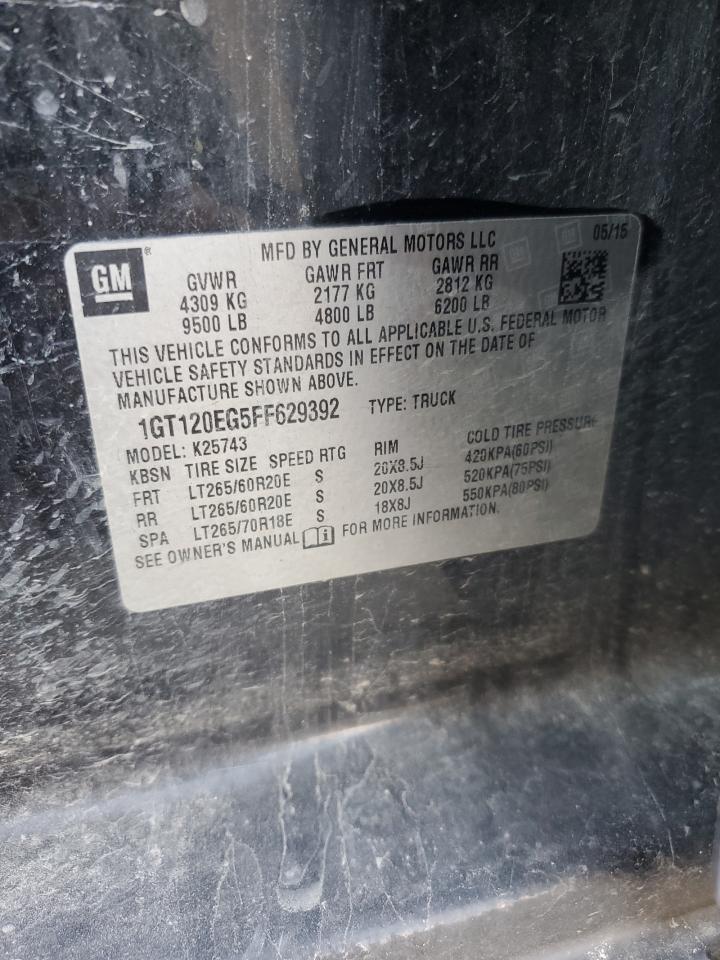 GM ®
MFD BY GENERAL MOTORS LLC 05/15
GVWR GAWR FRT GAWR RR
4309 KG 2177 KG 2812 KG
9500 LB 4800 LB 6200 LB
THIS VEHICLE CONFORMS TO ALL APPLICABLE U.S. FEDERAL MOTOR
VEHICLE SAFETY STANDARDS IN EFFECT ON THE DATE OF
MANUFACTURE SHOWN ABOVE.
1GT120EG5FF629392 TYPE: TRUCK
MODEL: K25743
KBSN TIRE SIZE SPEED RTG RIM COLD TIRE PRESSURE
FRT LT265/60R20E S 20X8.5J 420KPA(60PSI)
RR LT265/60R20E S 20X8.5J 520KPA(75PSI)
SPA LT265/70R18E S 18X8J 550KPA(80PSI)
SEE OWNER'S MANUAL i FOR MORE INFORMATION.